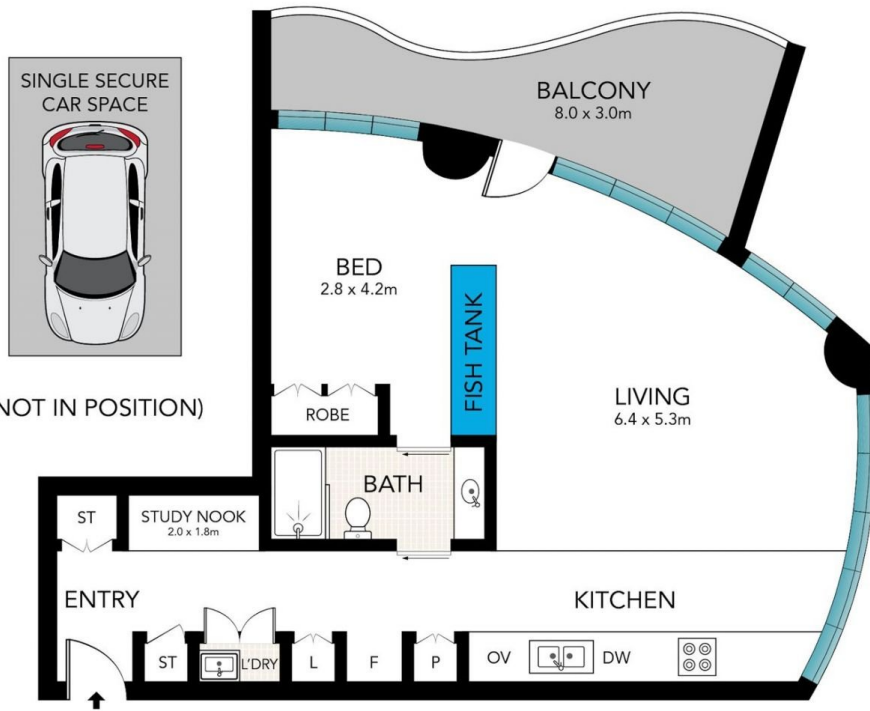 SINGLE SECURE
CAR SPACE
NOT IN POSITION)
BALCONY
8.0 x 3.0m
BED
2.8 x 4.2m
FISH TANK
LIVING
6.4 x 5.3m
ROBE
BATH
ST
STUDY NOOK
2.0 x 1.8m
ENTRY
KITCHEN
ST
L'DRY
L
F
P
OV
DW